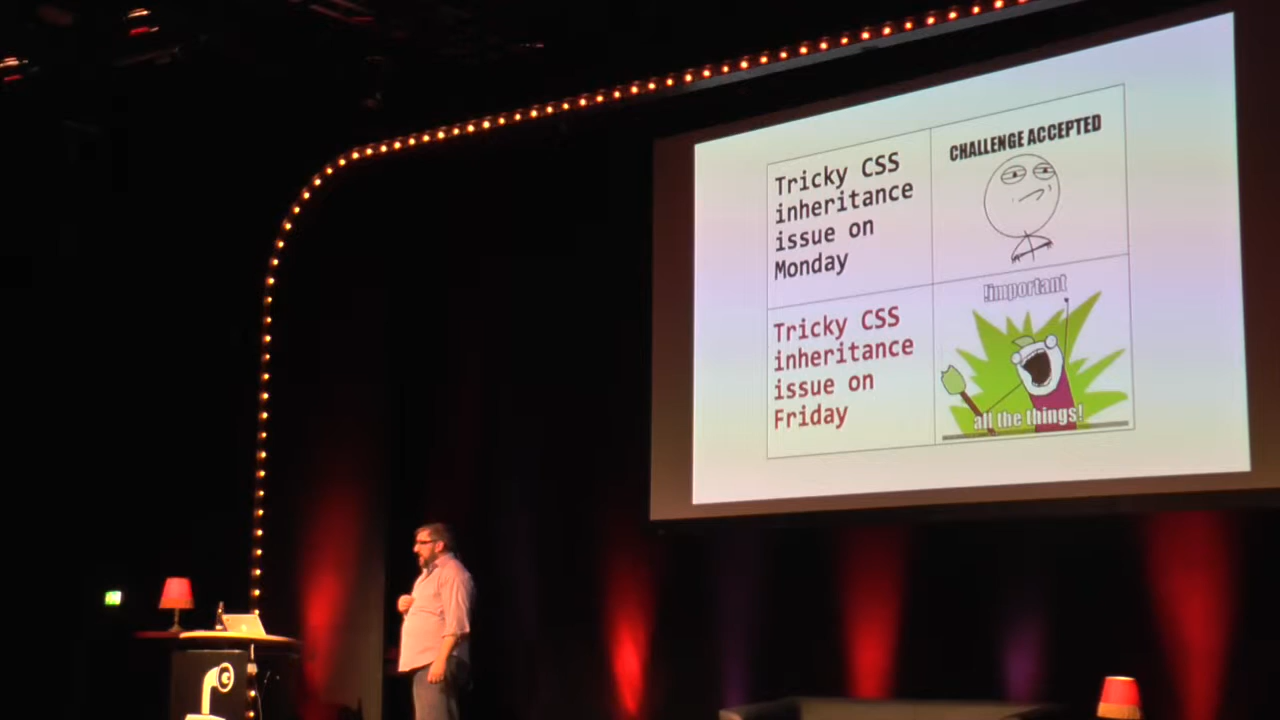 Tricky CSS
inheritance
issue on
Monday
CHALLENGE ACCEPTED
Tricky CSS
inheritance
issue on
Friday
!important
all the things!